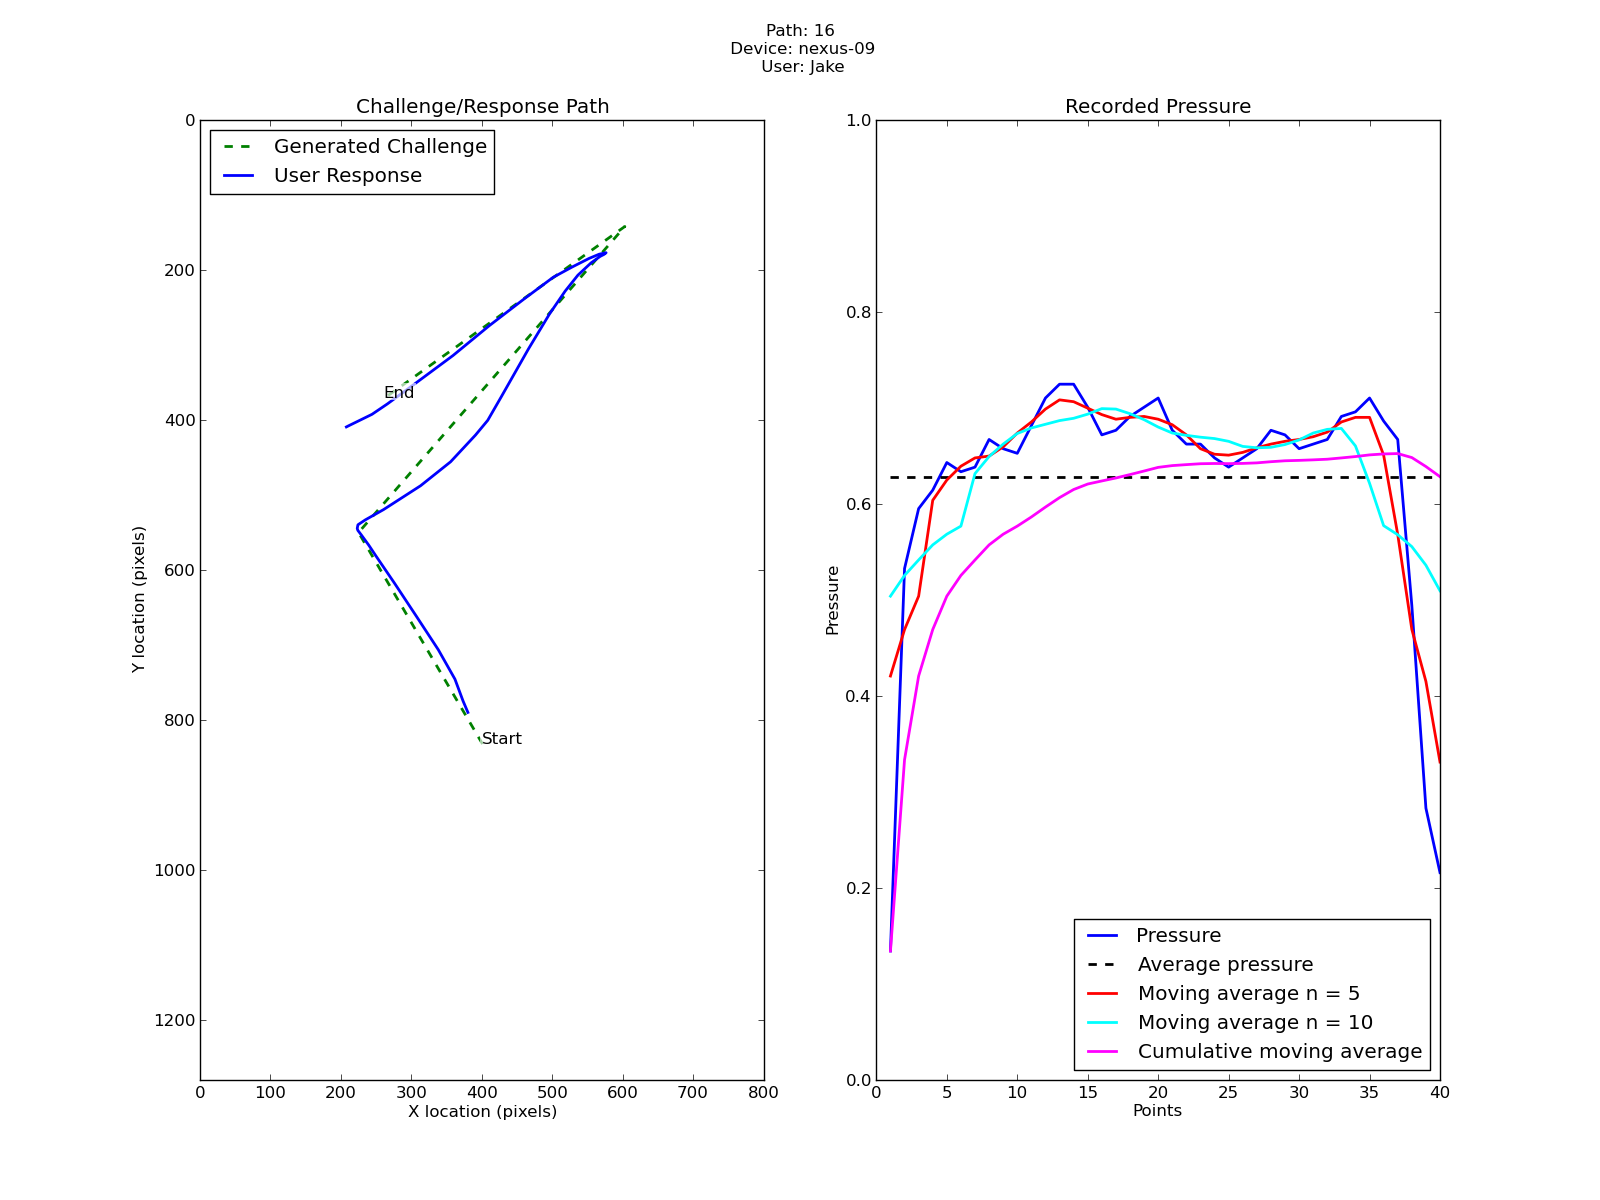 Path: 16
Device: nexus-09
User: Jake
Challenge/Response Path
Generated Challenge
User Response
0
200
400
600
800
1000
1200
Y location (pixels)
End
Start
0 100 200 300 400 500 600 700 800
X location (pixels)
Recorded Pressure
1.0
0.8
0.6
0.4
0.2
0.0
Pressure
Pressure
Average pressure
Moving average n = 5
Moving average n = 10
Cumulative moving average
0 5 10 15 20 25 30 35 40
Points